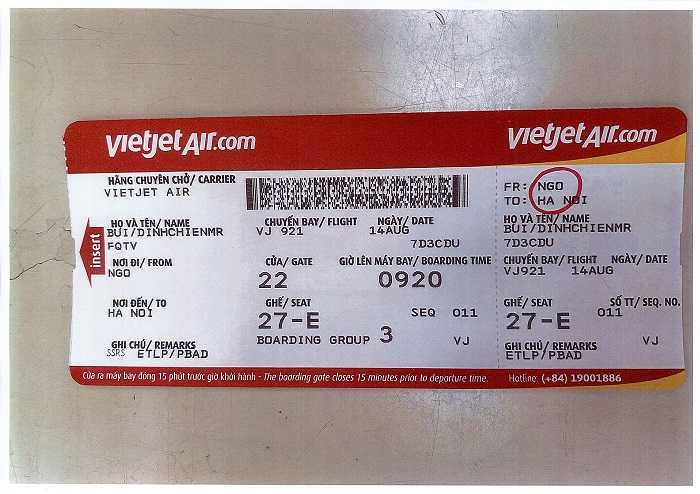 vietjetAir.com
HÃNG CHUYÊN CHỞ/ CARRIER
VIETJET AIR
HỌ VÀ TÊN/ NAME
BUI/DINHCHIENMR
FQTV
insert
NƠI ĐI/ FROM
NGO
NƠI ĐẾN/ TO
HA NOI
GHI CHÚ/ REMARKS
SSRS ETLP/PBAD
CHUYẾN BAY/ FLIGHT NGÀY/ DATE
VJ 921 14AUG
7D3CDU
CỬA/ GATE GIỜ LÊN MÁY BAY/ BOARDING TIME
22 0920
GHẾ/ SEAT
27-E SEQ 011
BOARDING GROUP 3 VJ
Cửa ra máy bay đóng 15 phút trước giờ khởi hành - The boarding gate closes 15 minutes prior to departure time.
vietjetAir.com
FR: NGO
TO: HA NOI
HỌ VÀ TÊN/ NAME
BUI/DINHCHIENMR
7D3CDU
CHUYẾN BAY/ FLIGHT NGÀY/ DATE
VJ921 14AUG
GHẾ/ SEAT SỐ TT/ SEQ. NO.
27-E 011
GHI CHÚ/ REMARKS VJ
ETLP/PBAD
Hotline: (+84) 19001886